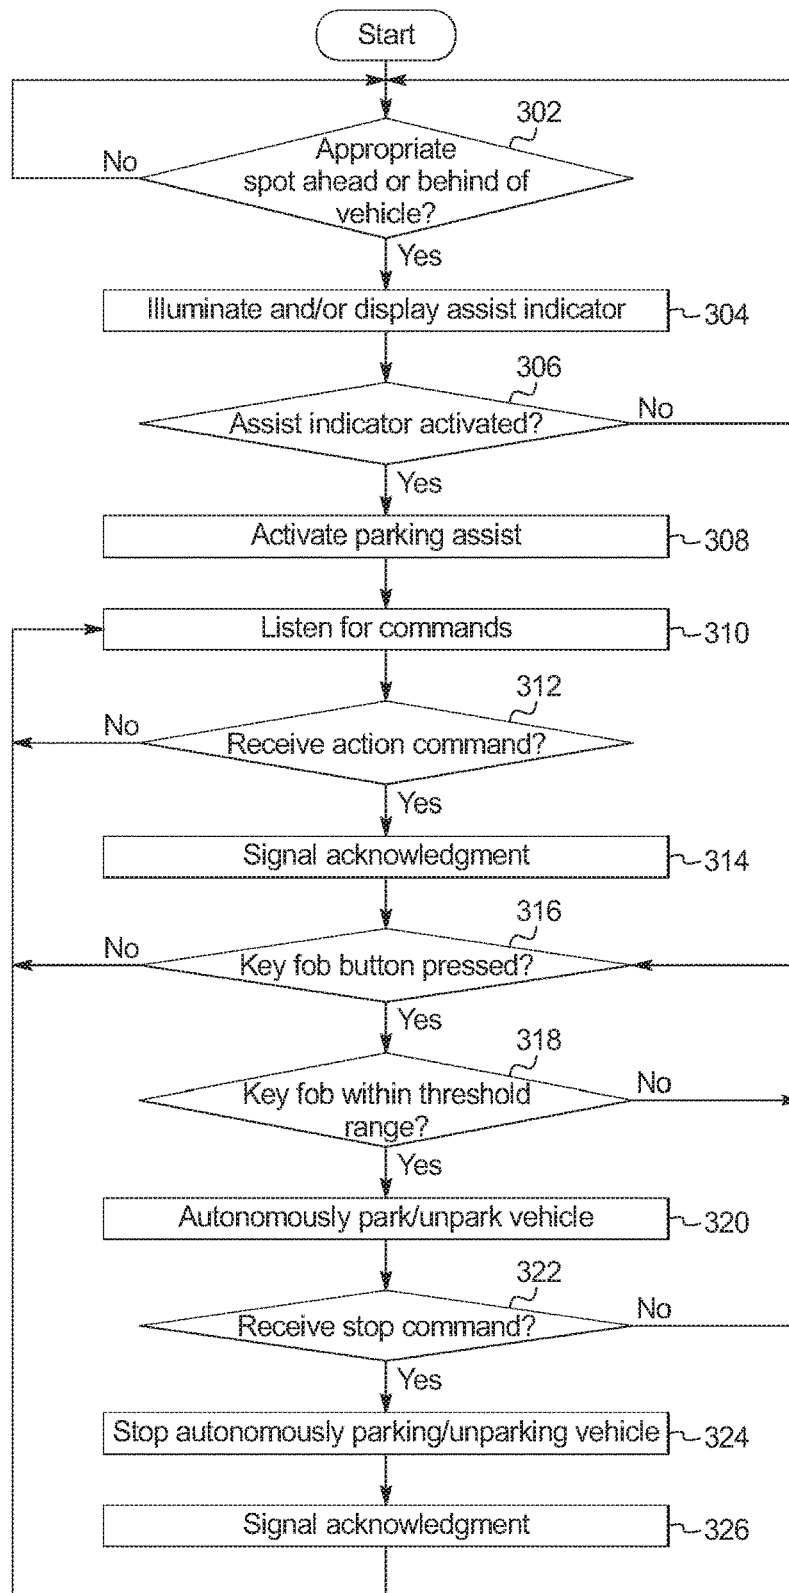 Start
302
No
Appropriate
spot ahead or behind of
vehicle?
Yes
Illuminate and/or display assist indicator
304
306
Assist indicator activated?
No
Yes
Activate parking assist
308
Listen for commands
310
312
No
Receive action command?
Yes
Signal acknowledgment
314
316
No
Key fob button pressed?
Yes
318
Key fob within threshold
range?
No
Yes
Autonomously park/unpark vehicle
320
322
Receive stop command?
No
Yes
Stop autonomously parking/unparking vehicle
324
Signal acknowledgment
326